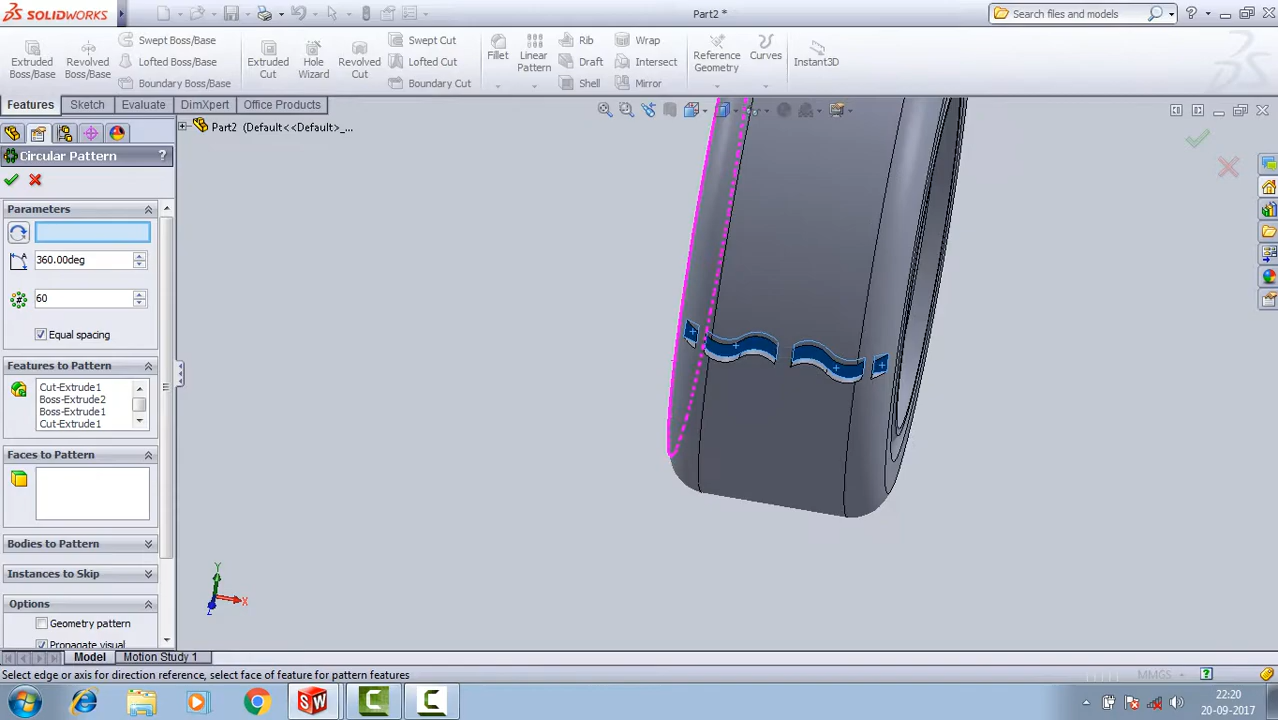 SOLIDWORKS
Part2 *
Search files and models
Extruded Boss/Base
Revolved Boss/Base
Swept Boss/Base
Lofted Boss/Base
Boundary Boss/Base
Extruded Cut
Hole Wizard
Revolved Cut
Swept Cut
Lofted Cut
Boundary Cut
Fillet
Linear Pattern
Rib
Draft
Shell
Wrap
Intersect
Mirror
Reference Geometry
Curves
Instant3D
Features
Sketch
Evaluate
DimXpert
Office Products
Part2 (Default<<Default>_...
Circular Pattern
?
Parameters
360.00deg
60
Equal spacing
Features to Pattern
Cut-Extrude1
Boss-Extrude2
Boss-Extrude1
Cut-Extrude1
Faces to Pattern
Bodies to Pattern
Instances to Skip
Options
Geometry pattern
Propagate visual
Y
X
Z
Model
Motion Study 1
Select edge or axis for direction reference, select face of feature for pattern features
MMGS
?
22:20
20-09-2017